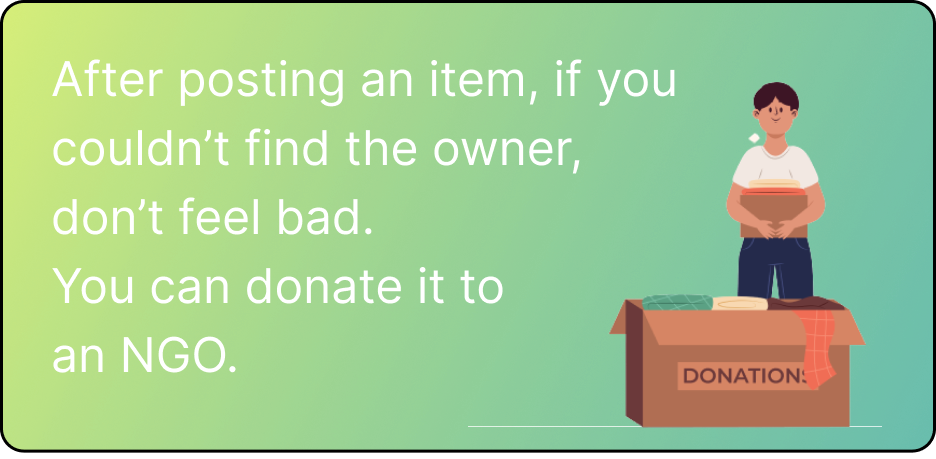 After posting an item, if you
couldn’t find the owner,
don’t feel bad.
You can donate it to
an NGO.
DONATIONS